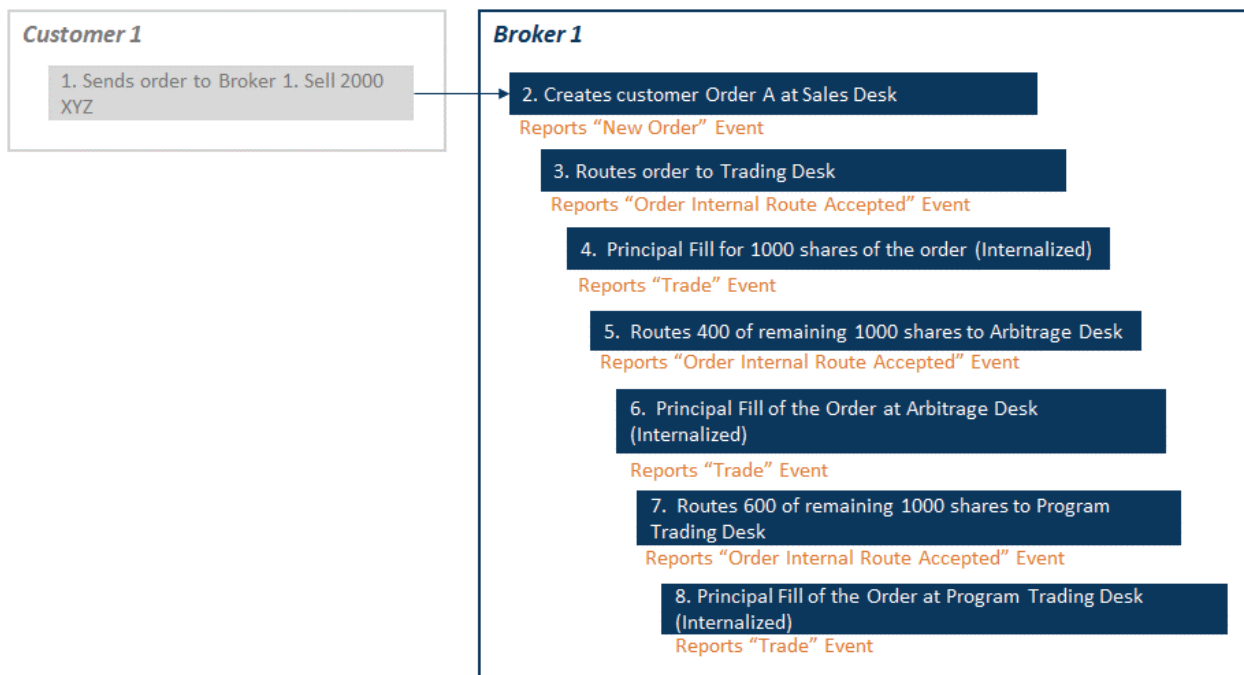 Customer 1
1. Sends order to Broker 1. Sell 2000
XYZ
Broker 1
2. Creates customer Order A at Sales Desk
Reports “New Order” Event
3. Routes order to Trading Desk
Reports “Order Internal Route Accepted” Event
4. Principal Fill for 1000 shares of the order (Internalized)
Reports “Trade” Event
5. Routes 400 of remaining 1000 shares to Arbitrage Desk
Reports “Order Internal Route Accepted” Event
6. Principal Fill of the Order at Arbitrage Desk
(Internalized)
Reports “Trade” Event
7. Routes 600 of remaining 1000 shares to Program
Trading Desk
Reports “Order Internal Route Accepted” Event
8. Principal Fill of the Order at Program Trading Desk
(Internalized)
Reports “Trade” Event